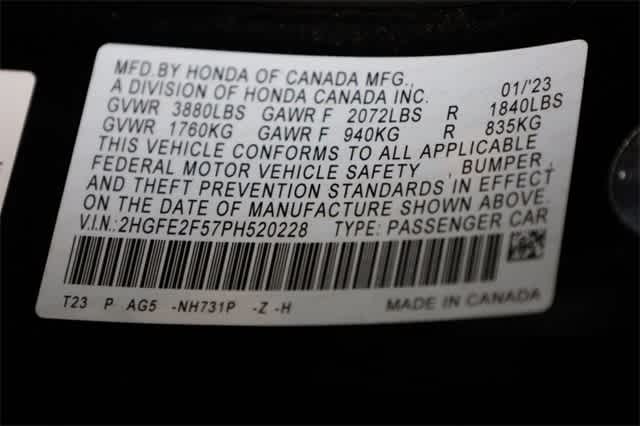 MFD.BY HONDA OF CANADA MFG.,
A DIVISION OF HONDA CANADA INC. 01/'23
GVWR 3880LBS GAWR F 2072LBS R 1840LBS
GVWR 1760KG GAWR F 940KG R 835KG
THIS VEHICLE CONFORMS TO ALL APPLICABLE
FEDERAL MOTOR VEHICLE SAFETY , BUMPER,
AND THEFT PREVENTION STANDARDS IN EFFECT
ON THE DATE OF MANUFACTURE SHOWN ABOVE.
V.I.N.:2HGFE2F57PH520228 TYPE: PASSENGER CAR
T23 P AG5 -NH731P -Z -H MADE IN CANADA